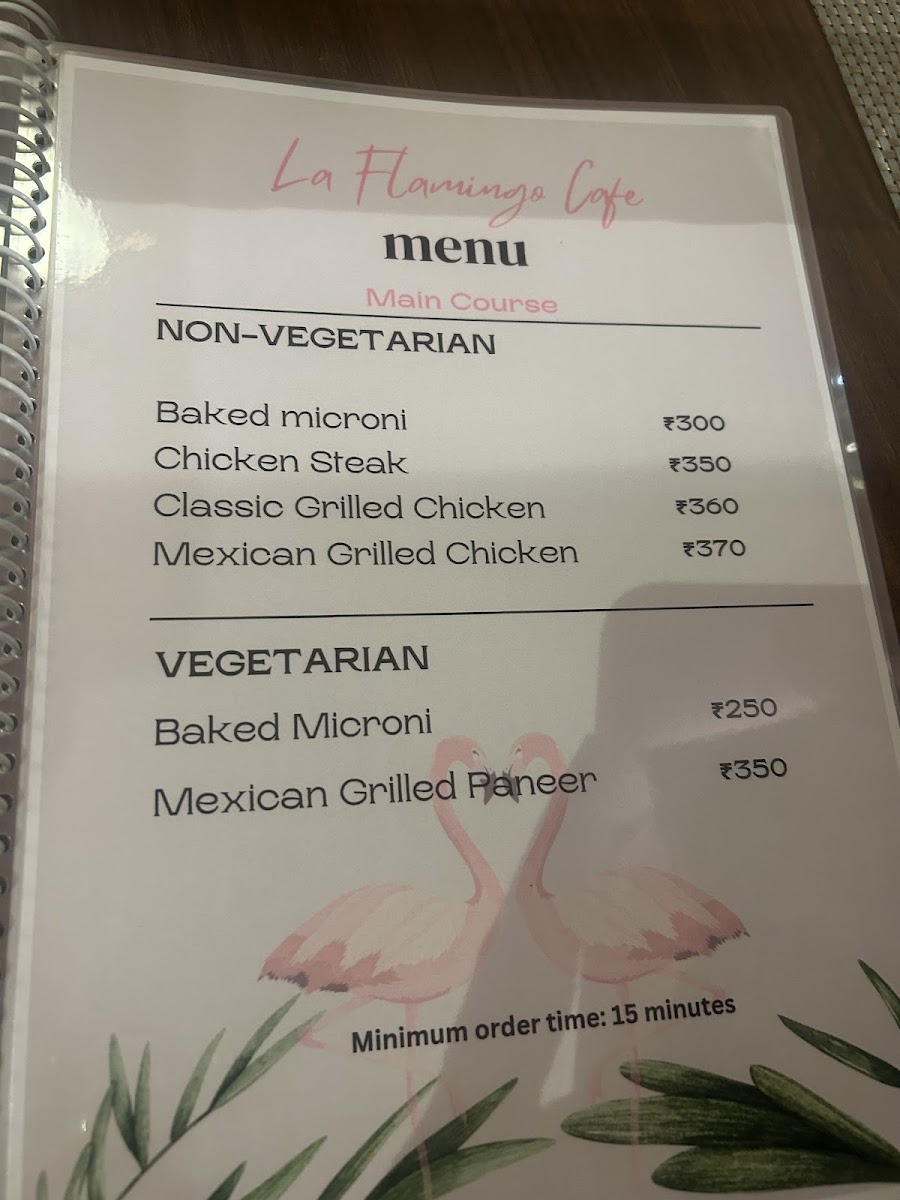 La Flamingo Cafe
menu
Main Course
NON-VEGETARIAN
Baked microni ₹300
Chicken Steak ₹350
Classic Grilled Chicken ₹360
Mexican Grilled Chicken ₹370
VEGETARIAN
Baked Microni ₹250
Mexican Grilled Paneer ₹350
Minimum order time: 15 minutes